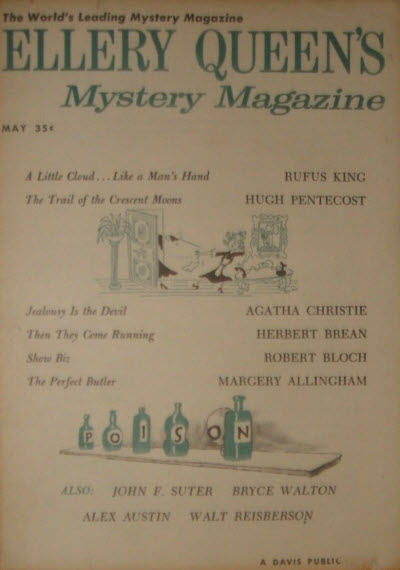 The World's Leading Mystery Magazine
ELLERY QUEEN'S
Mystery Magazine
MAY 35¢
A Little Cloud...Like a Man's Hand RUFUS KING
The Trail of the Crescent Moons HUGH PENTECOST
Jealousy Is the Devil AGATHA CHRISTIE
Then They Come Running HERBERT BREAN
Show Biz ROBERT BLOCH
The Perfect Butler MARGERY ALLINGHAM
POISON
ALSO: JOHN F. SUTER BRYCE WALTON
ALEX AUSTIN WALT REISBERSON
A DAVIS PUBLIC